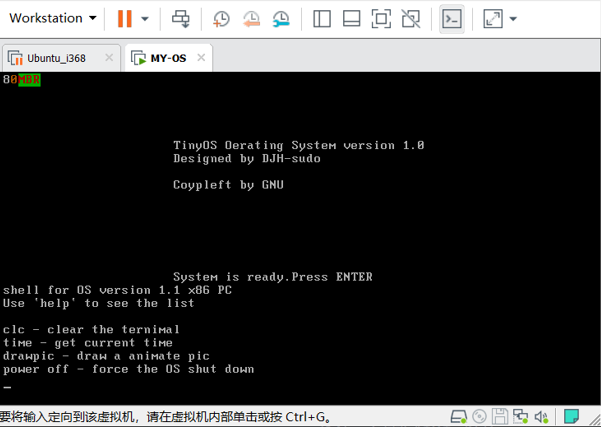 Workstation
Ubuntu_i368
MY-OS
80MBR
TinyOS Oerating System version 1.0
Designed by DJH-sudo
Coypleft by GNU
System is ready.Press ENTER
shell for OS version 1.1 x86 PC
Use 'help' to see the list
clc - clear the ternimal
time - get current time
drawpic - draw a animate pic
power off - force the OS shut down
要将输入定向到该虚拟机，请在虚拟机内部单击或按 Ctrl+G。